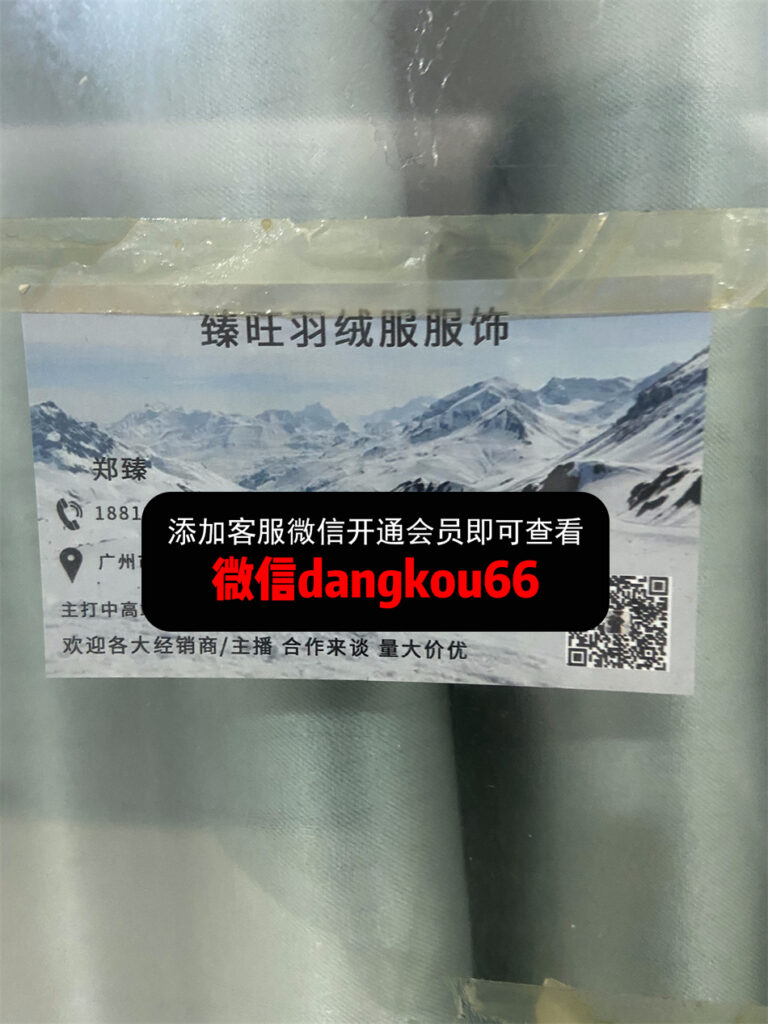 臻旺羽绒服服饰
郑臻
1881
广州
添加客服微信开通会员即可查看
微信dangkou66
主打中高
欢迎各大经销商/主播 合作来谈 量大价优